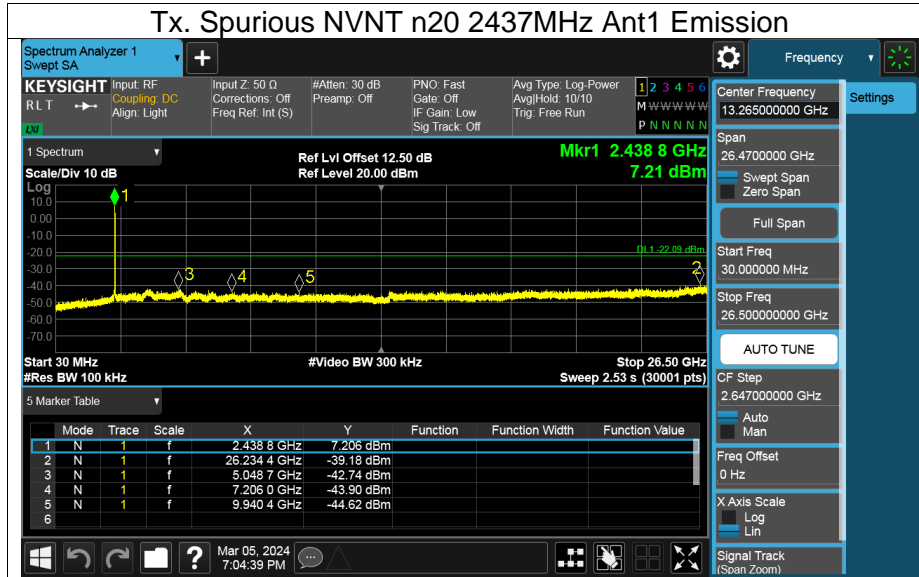 Tx. Spurious NVNT n20 2437MHz Ant1 Emission
Spectrum Analyzer 1
Swept SA
+
Frequency
KEYSIGHT
RLT
LXI
Input: RF
Coupling: DC
Align: Light
Input Z: 50 Ω
Corrections: Off
Freq Ref: Int (S)
#Atten: 30 dB
Preamp: Off
PNO: Fast
Gate: Off
IF Gain: Low
Sig Track: Off
Avg Type: Log-Power
Avg|Hold: 10/10
Trig: Free Run
1 2 3 4 5 6
M W W W W W
P N N N N N
1 Spectrum
Scale/Div 10 dB
Ref Lvl Offset 12.50 dB
Ref Level 20.00 dBm
Mkr1 2.438 8 GHz
7.21 dBm
Log
10.0
0.00
-10.0
-20.0
-30.0
-40.0
-50.0
-60.0
-70.0
1
3
4
5
2
DL1 -22.09 dBm
Start 30 MHz
#Video BW 300 kHz
Stop 26.50 GHz
#Res BW 100 kHz
Sweep 2.53 s (30001 pts)
5 Marker Table
Mode Trace Scale X Y Function Function Width Function Value
1 N 1 f 2.438 8 GHz 7.206 dBm
2 N 1 f 26.234 4 GHz -39.18 dBm
3 N 1 f 5.048 7 GHz -42.74 dBm
4 N 1 f 7.206 0 GHz -43.90 dBm
5 N 1 f 9.940 4 GHz -44.62 dBm
6
?
Mar 05, 2024
7:04:39 PM
Center Frequency
13.265000000 GHz
Settings
Span
26.4700000 GHz
Swept Span
Zero Span
Full Span
Start Freq
30.000000 MHz
Stop Freq
26.500000000 GHz
AUTO TUNE
CF Step
2.647000000 GHz
Auto
Man
Freq Offset
0 Hz
X Axis Scale
Log
Lin
Signal Track
(Span Zoom)